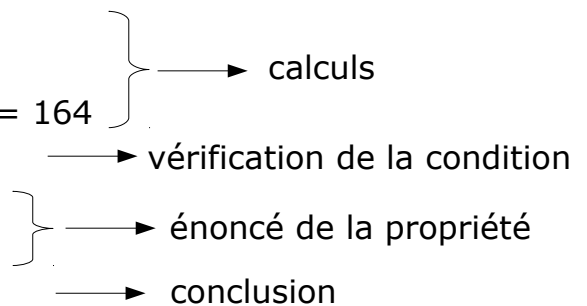 calculs
= 164
vérification de la condition
énoncé de la propriété
conclusion